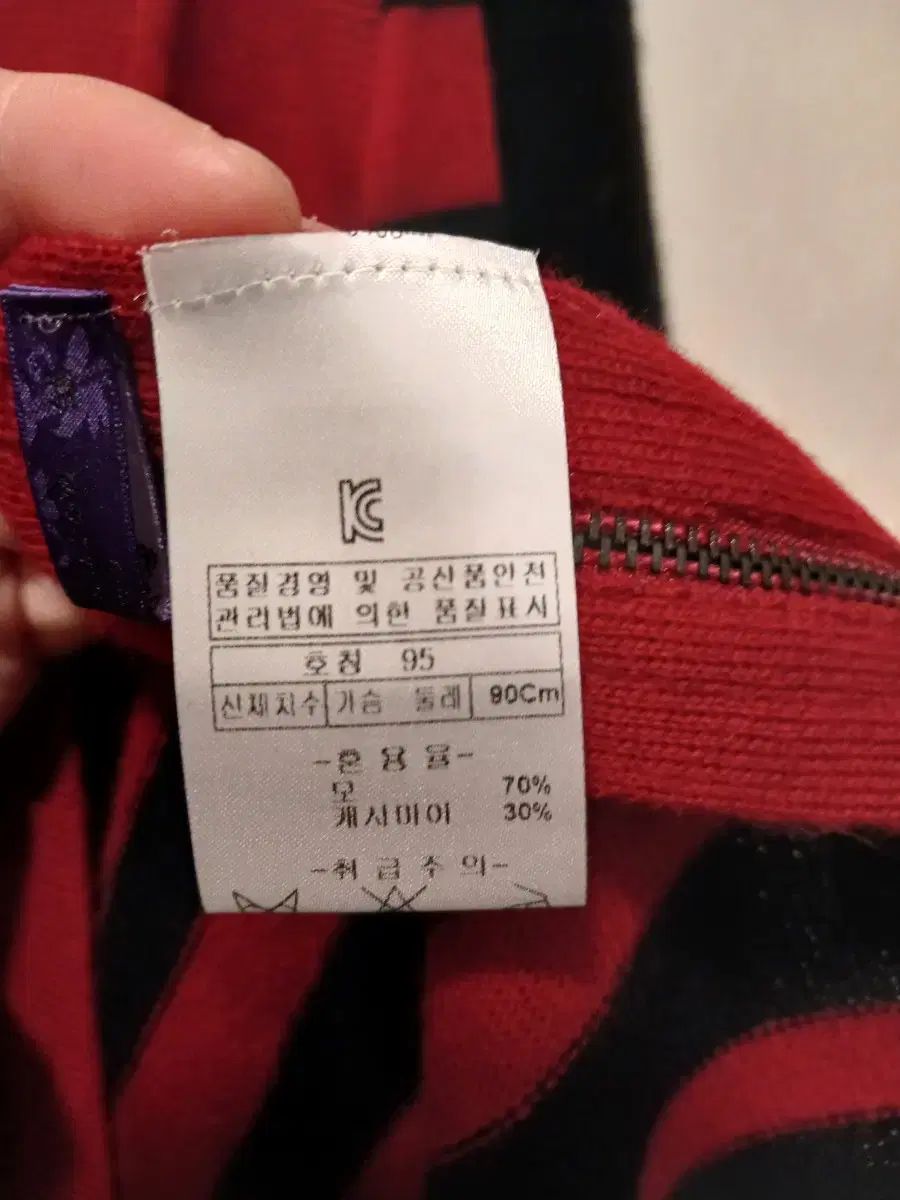 KC
품질경영 및 공산품안전
관리법에 의한 품질표시
호칭 95
신체치수 가슴 둘레 90Cm
-혼용율-
모 70%
캐시미어 30%
-취급주의-